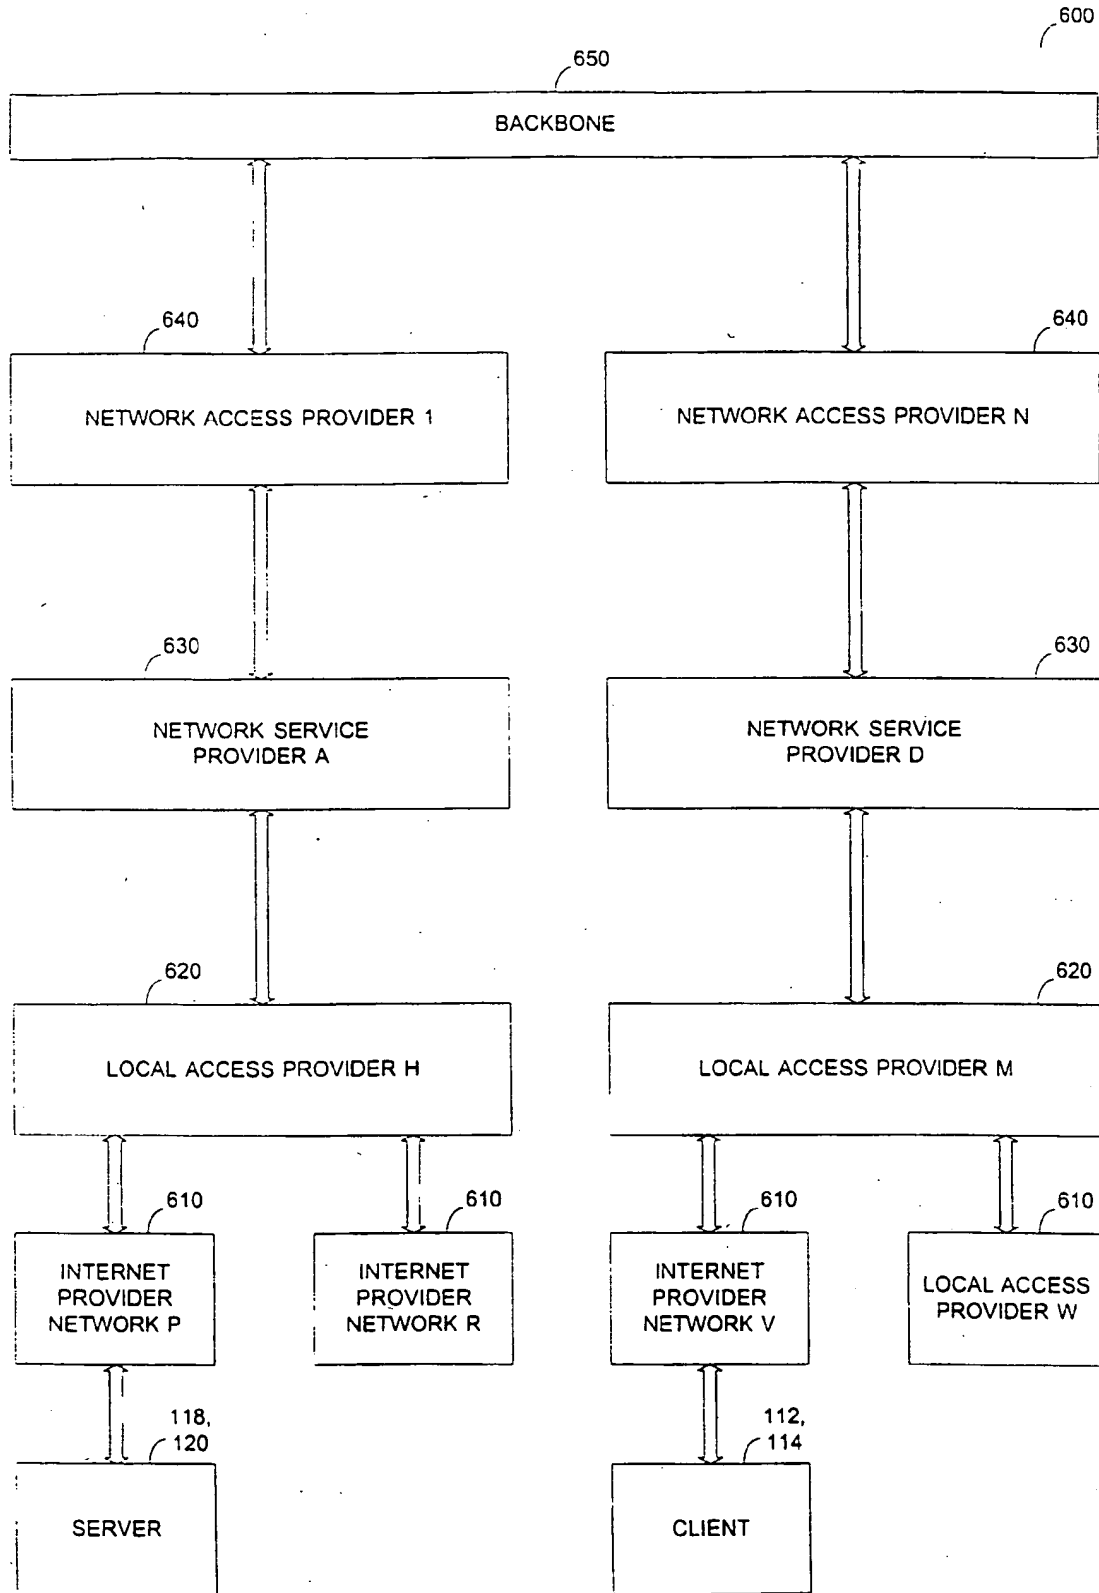 600
650
BACKBONE
640
640
NETWORK ACCESS PROVIDER 1
NETWORK ACCESS PROVIDER N
630
630
NETWORK SERVICE
PROVIDER A
NETWORK SERVICE
PROVIDER D
620
620
LOCAL ACCESS PROVIDER H
LOCAL ACCESS PROVIDER M
610
610
610
610
INTERNET
PROVIDER
NETWORK P
INTERNET
PROVIDER
NETWORK R
INTERNET
PROVIDER
NETWORK V
LOCAL ACCESS
PROVIDER W
118,
120
112,
114
SERVER
CLIENT